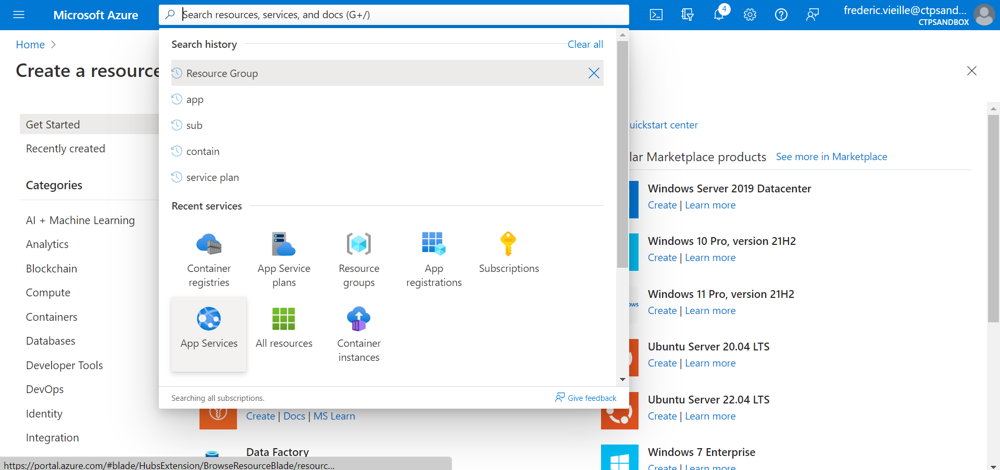 Microsoft Azure
Search resources, services, and docs (G+/)
4
frederic.vieille@ctpsand...
CTPSANDBOX
Home
Create a resource
Get Started
Recently created
Categories
AI + Machine Learning
Analytics
Blockchain
Compute
Containers
Databases
Developer Tools
DevOps
Identity
Integration
Search history
Clear all
Resource Group
app
sub
contain
service plan
Recent services
Container
registries
App Service
plans
Resource
groups
App
registrations
Subscriptions
App Services
All resources
Container
instances
Searching all subscriptions.
Give feedback
Create | Docs | MS Learn
Data Factory
uickstart center
lar Marketplace products
See more in Marketplace
Windows Server 2019 Datacenter
Create | Learn more
Windows 10 Pro, version 21H2
Create | Learn more
ows
Windows 11 Pro, version 21H2
Create | Learn more
Ubuntu Server 20.04 LTS
Create | Learn more
Ubuntu Server 22.04 LTS
Create | Learn more
Windows 7 Enterprise
Create | Learn more
https://portal.azure.com/#blade/HubsExtension/BrowseResourceBlade/resourc...